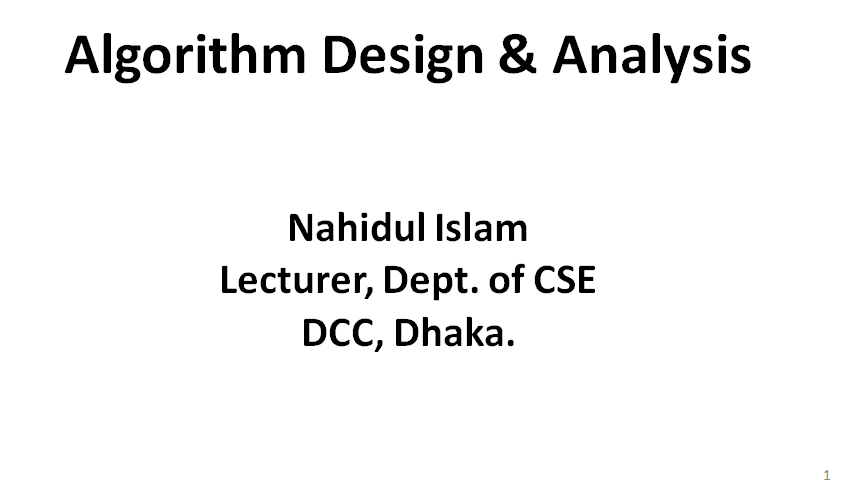 Algorithm Design & Analysis
Nahidul Islam
Lecturer, Dept. of CSE
DCC, Dhaka.
1